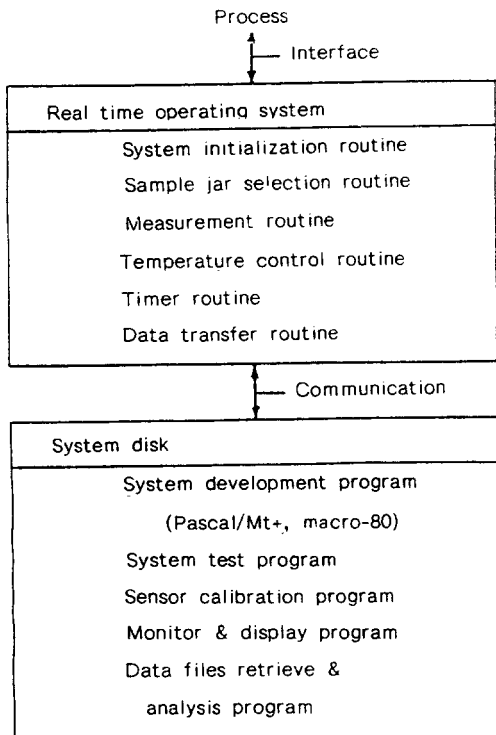 Process
Interface
Real time operating system
System initialization routine
Sample jar selection routine
Measurement routine
Temperature control routine
Timer routine
Data transfer routine
Communication
System disk
System development program
(Pascal/Mt+, macro-80)
System test program
Sensor calibration program
Monitor & display program
Data files retrieve &
analysis program